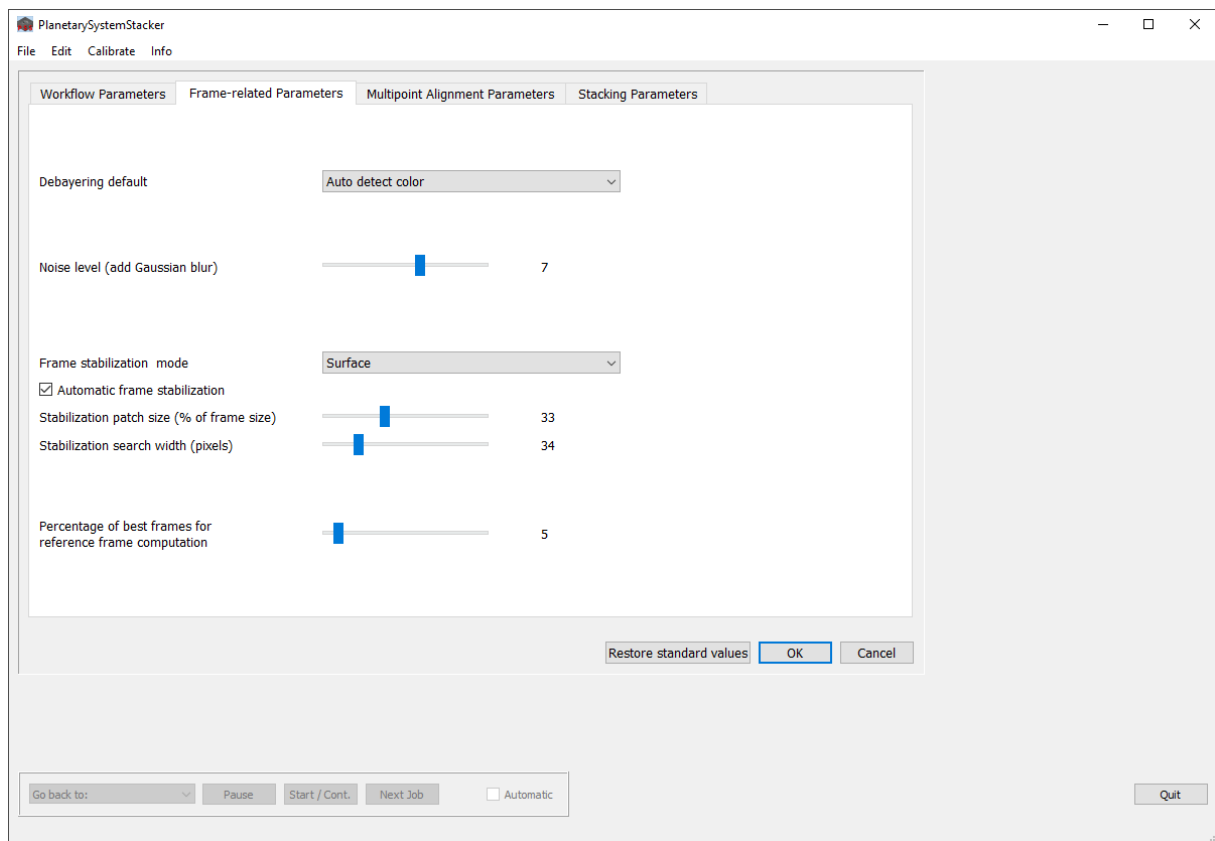 PlanetarySystemStacker
File Edit Calibrate Info
Workflow Parameters Frame-related Parameters Multipoint Alignment Parameters Stacking Parameters
Debayering default Auto detect color
Noise level (add Gaussian blur) 7
Frame stabilization mode Surface
Automatic frame stabilization
Stabilization patch size (% of frame size) 33
Stabilization search width (pixels) 34
Percentage of best frames for
reference frame computation 5
Restore standard values OK Cancel
Go back to: Pause Start / Cont. Next Job Automatic Quit